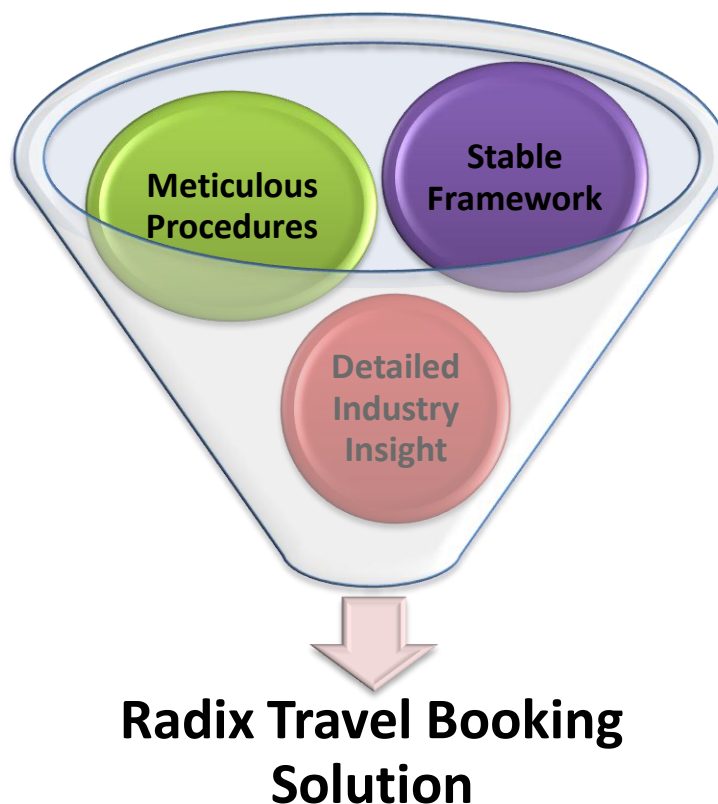 Meticulous
Procedures
Stable
Framework
Detailed
Industry
Insight
Radix Travel Booking
Solution